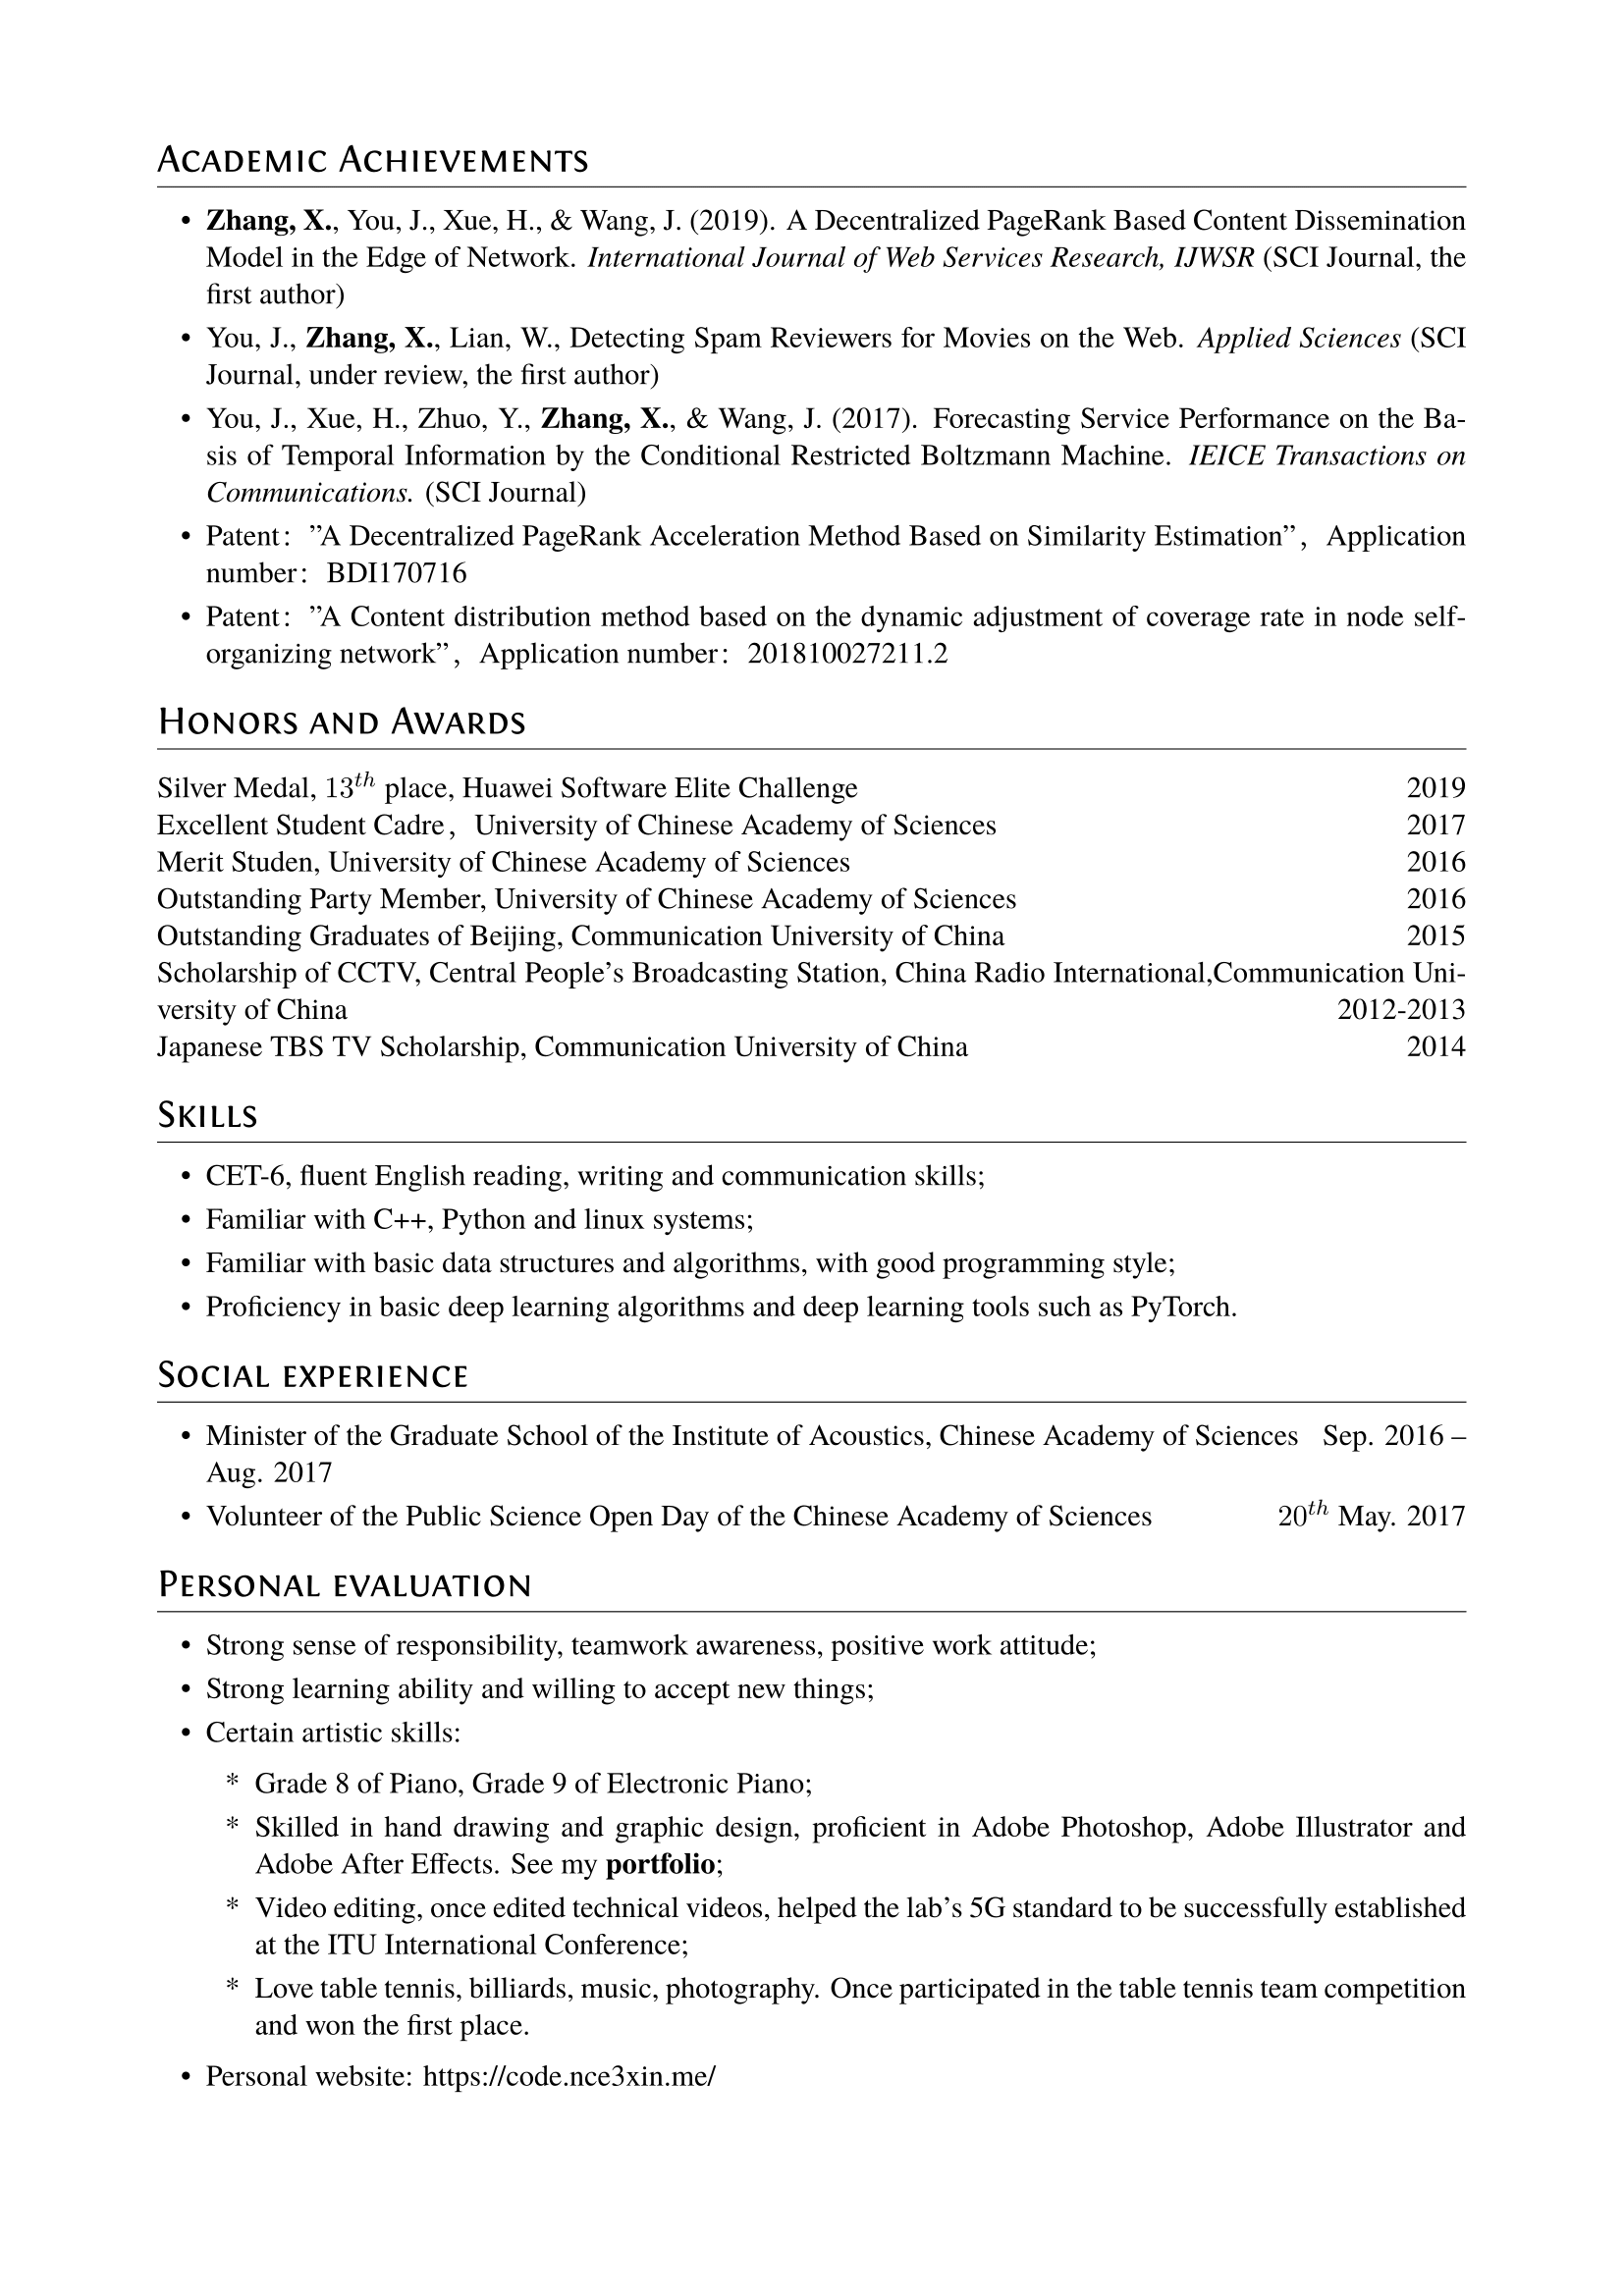 ACADEMIC ACHIEVEMENTS
• Zhang, X., You, J., Xue, H., & Wang, J. (2019). A Decentralized PageRank Based Content Dissemination
Model in the Edge of Network. International Journal of Web Services Research, IJWSR (SCI Journal, the
first author)
• You, J., Zhang, X., Lian, W., Detecting Spam Reviewers for Movies on the Web. Applied Sciences (SCI
Journal, under review, the first author)
• You, J., Xue, H., Zhuo, Y., Zhang, X., & Wang, J. (2017). Forecasting Service Performance on the Ba-
sis of Temporal Information by the Conditional Restricted Boltzmann Machine. IEICE Transactions on
Communications. (SCI Journal)
• Patent: ”A Decentralized PageRank Acceleration Method Based on Similarity Estimation”, Application
number: BDI170716
• Patent: ”A Content distribution method based on the dynamic adjustment of coverage rate in node self-
organizing network”, Application number: 201810027211.2
HONORS AND AWARDS
Silver Medal, 13th place, Huawei Software Elite Challenge 2019
Excellent Student Cadre, University of Chinese Academy of Sciences 2017
Merit Studen, University of Chinese Academy of Sciences 2016
Outstanding Party Member, University of Chinese Academy of Sciences 2016
Outstanding Graduates of Beijing, Communication University of China 2015
Scholarship of CCTV, Central People’s Broadcasting Station, China Radio International,Communication Uni-
versity of China 2012-2013
Japanese TBS TV Scholarship, Communication University of China 2014
SKILLS
• CET-6, fluent English reading, writing and communication skills;
• Familiar with C++, Python and linux systems;
• Familiar with basic data structures and algorithms, with good programming style;
• Proficiency in basic deep learning algorithms and deep learning tools such as PyTorch.
SOCIAL EXPERIENCE
• Minister of the Graduate School of the Institute of Acoustics, Chinese Academy of Sciences Sep. 2016 –
Aug. 2017
• Volunteer of the Public Science Open Day of the Chinese Academy of Sciences 20th May. 2017
PERSONAL EVALUATION
• Strong sense of responsibility, teamwork awareness, positive work attitude;
• Strong learning ability and willing to accept new things;
• Certain artistic skills:
* Grade 8 of Piano, Grade 9 of Electronic Piano;
* Skilled in hand drawing and graphic design, proficient in Adobe Photoshop, Adobe Illustrator and
Adobe After Effects. See my portfolio;
* Video editing, once edited technical videos, helped the lab’s 5G standard to be successfully established
at the ITU International Conference;
* Love table tennis, billiards, music, photography. Once participated in the table tennis team competition
and won the first place.
• Personal website: https://code.nce3xin.me/